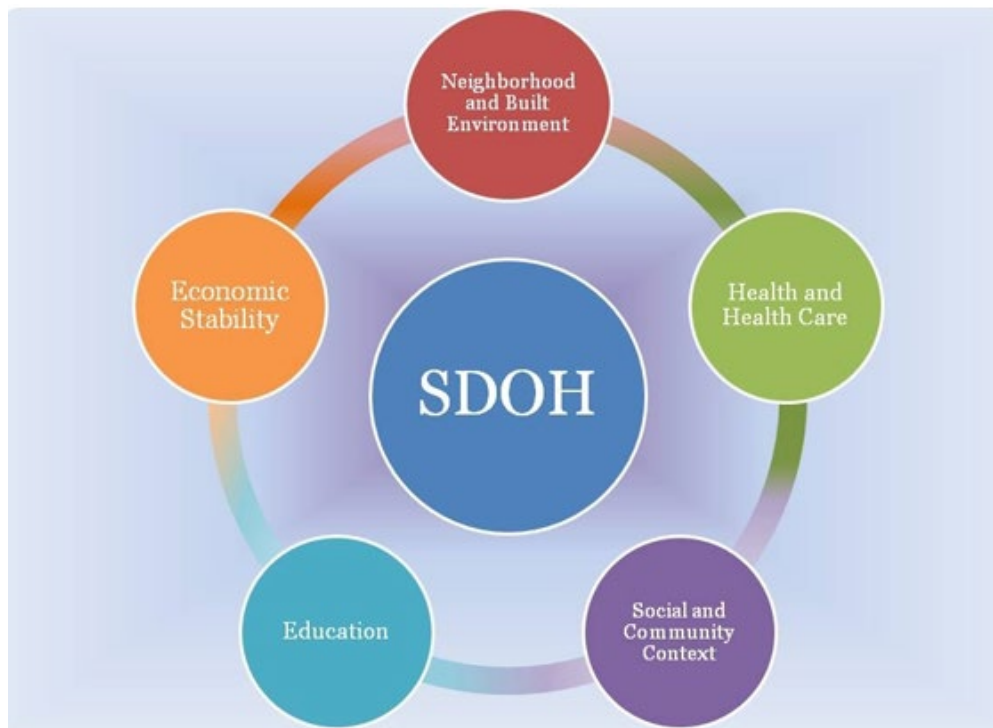 Neighborhood
and Built
Environment
Economic
Stability
Health and
Health Care
SDOH
Education
Social and
Community
Context